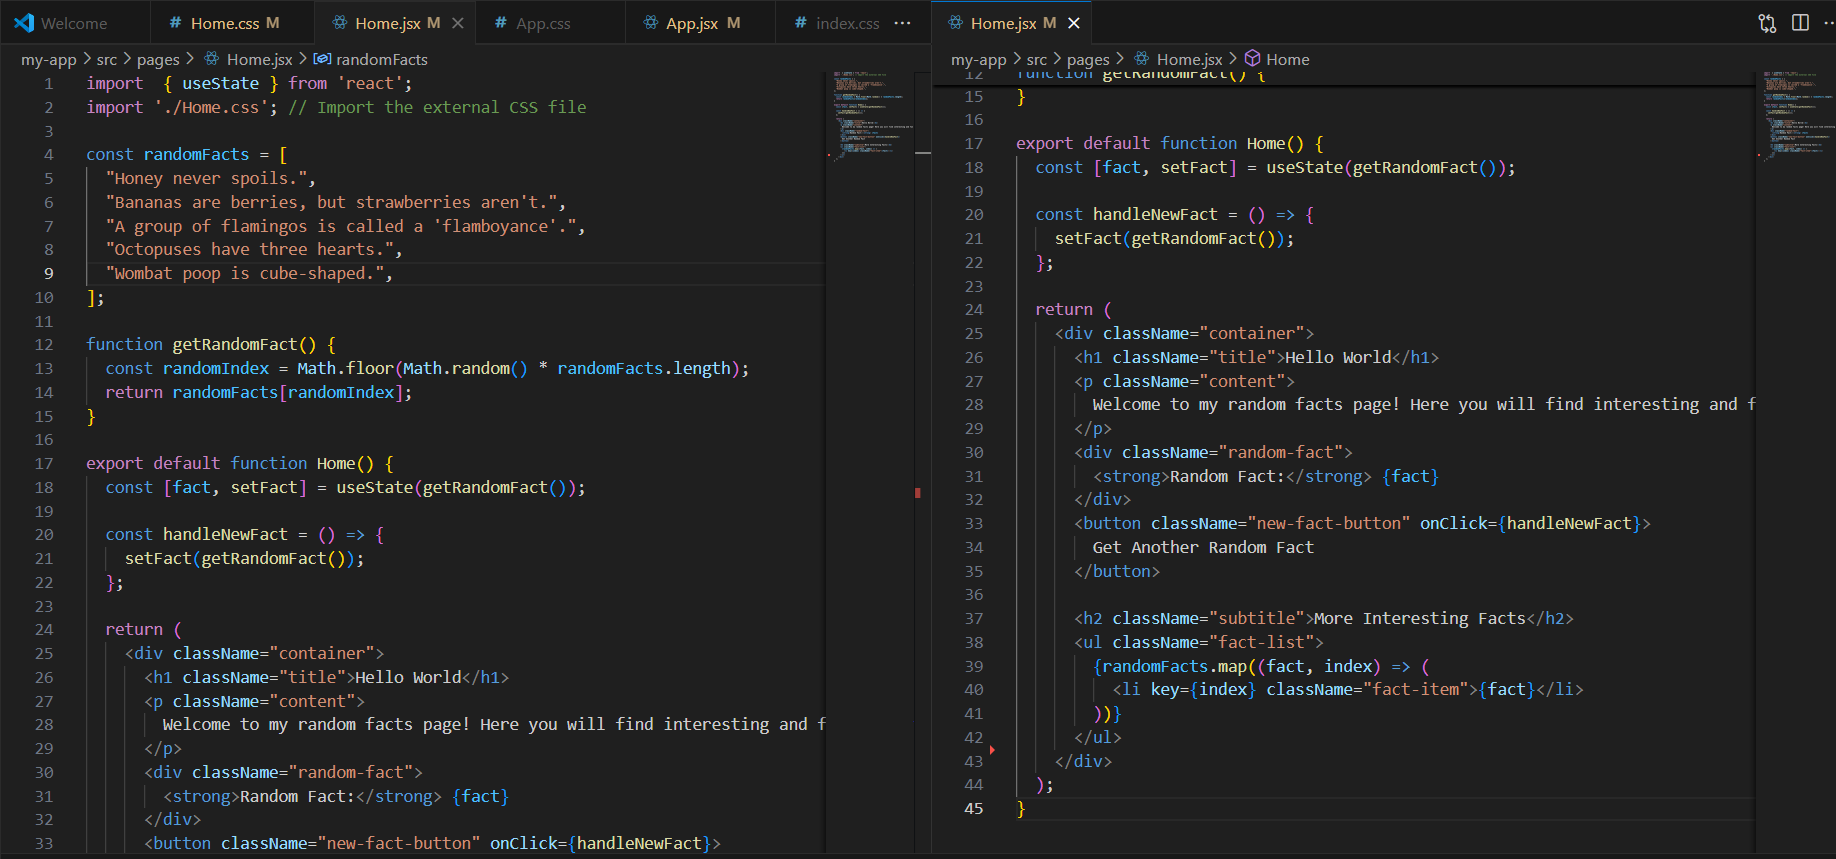 Welcome
# Home.css M
Home.jsx M
# App.css
App.jsx M
# index.css
Home.jsx M
my-app > src > pages > Home.jsx > randomFacts
1 import  { useState } from 'react';
2 import './Home.css'; // Import the external CSS file
3
4 const randomFacts = [
5   "Honey never spoils.",
6   "Bananas are berries, but strawberries aren't.",
7   "A group of flamingos is called a 'flamboyance'.",
8   "Octopuses have three hearts.",
9   "Wombat poop is cube-shaped.",
10 ];
11
12 function getRandomFact() {
13   const randomIndex = Math.floor(Math.random() * randomFacts.length);
14   return randomFacts[randomIndex];
15 }
16
17 export default function Home() {
18   const [fact, setFact] = useState(getRandomFact());
19
20   const handleNewFact = () => {
21     setFact(getRandomFact());
22   };
23
24   return (
25     <div className="container">
26       <h1 className="title">Hello World</h1>
27       <p className="content">
28         Welcome to my random facts page! Here you will find interesting and f
29       </p>
30       <div className="random-fact">
31         <strong>Random Fact:</strong> {fact}
32       </div>
33       <button className="new-fact-button" onClick={handleNewFact}>
my-app > src > pages > Home.jsx > Home
12 function getRandomFact() {
15 }
16
17 export default function Home() {
18   const [fact, setFact] = useState(getRandomFact());
19
20   const handleNewFact = () => {
21     setFact(getRandomFact());
22   };
23
24   return (
25     <div className="container">
26       <h1 className="title">Hello World</h1>
27       <p className="content">
28         Welcome to my random facts page! Here you will find interesting and f
29       </p>
30       <div className="random-fact">
31         <strong>Random Fact:</strong> {fact}
32       </div>
33       <button className="new-fact-button" onClick={handleNewFact}>
34         Get Another Random Fact
35       </button>
36
37       <h2 className="subtitle">More Interesting Facts</h2>
38       <ul className="fact-list">
39         {randomFacts.map((fact, index) => (
40           <li key={index} className="fact-item">{fact}</li>
41         ))}
42       </ul>
43     </div>
44   );
45 }